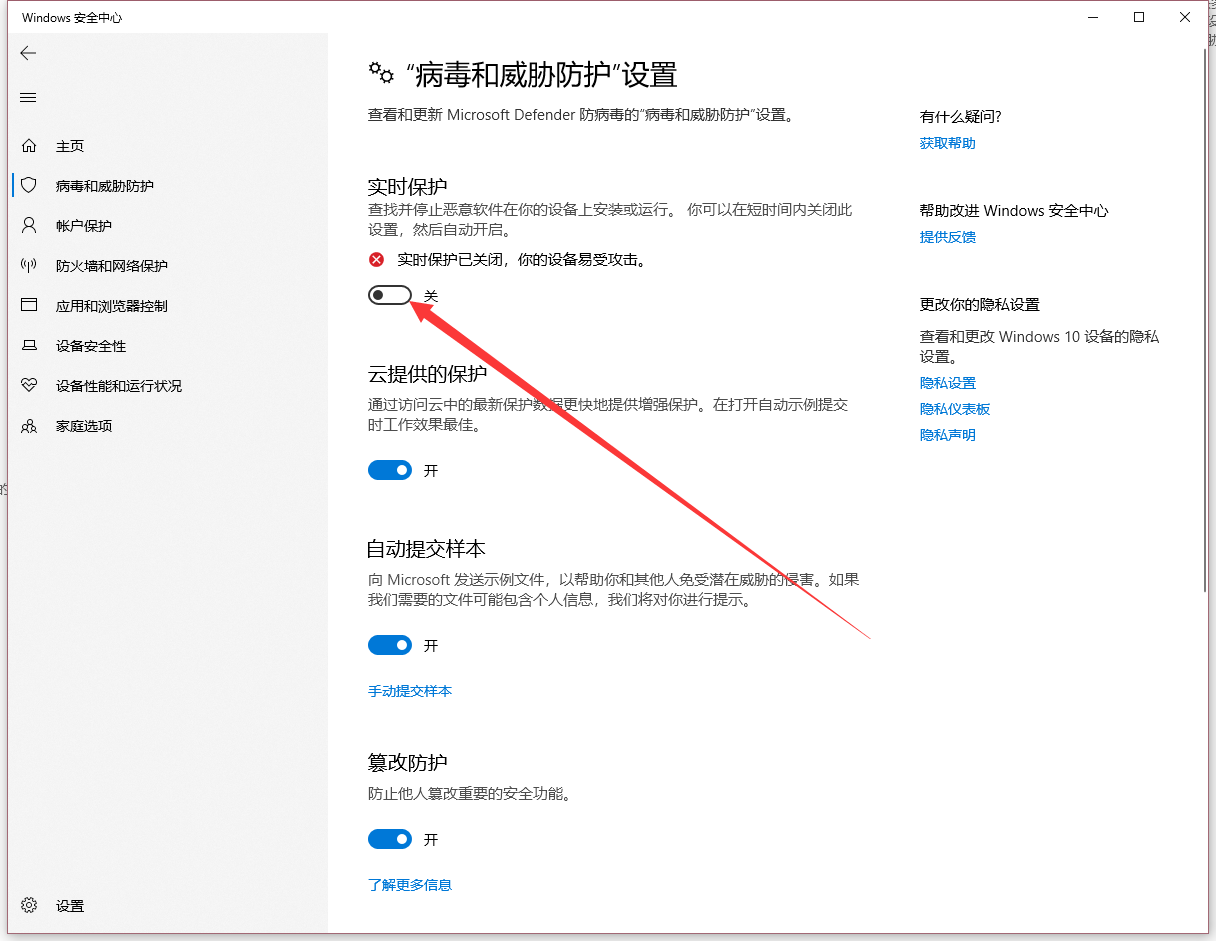 Windows 安全中心
主页
病毒和威胁防护
帐户保护
防火墙和网络保护
应用和浏览器控制
设备安全性
设备性能和运行状况
家庭选项
设置
“病毒和威胁防护”设置
查看和更新 Microsoft Defender 防病毒的“病毒和威胁防护”设置。
实时保护
查找并停止恶意软件在你的设备上安装或运行。 你可以在短时间内关闭此
设置，然后自动开启。
实时保护已关闭，你的设备易受攻击。
关
云提供的保护
通过访问云中的最新保护数据更快地提供增强保护。在打开自动示例提交
时工作效果最佳。
开
自动提交样本
向 Microsoft 发送示例文件，以帮助你和其他人免受潜在威胁的侵害。如果
我们需要的文件可能包含个人信息，我们将对你进行提示。
开
手动提交样本
篡改防护
防止他人篡改重要的安全功能。
开
了解更多信息
有什么疑问?
获取帮助
帮助改进 Windows 安全中心
提供反馈
更改你的隐私设置
查看和更改 Windows 10 设备的隐私
设置。
隐私设置
隐私仪表板
隐私声明